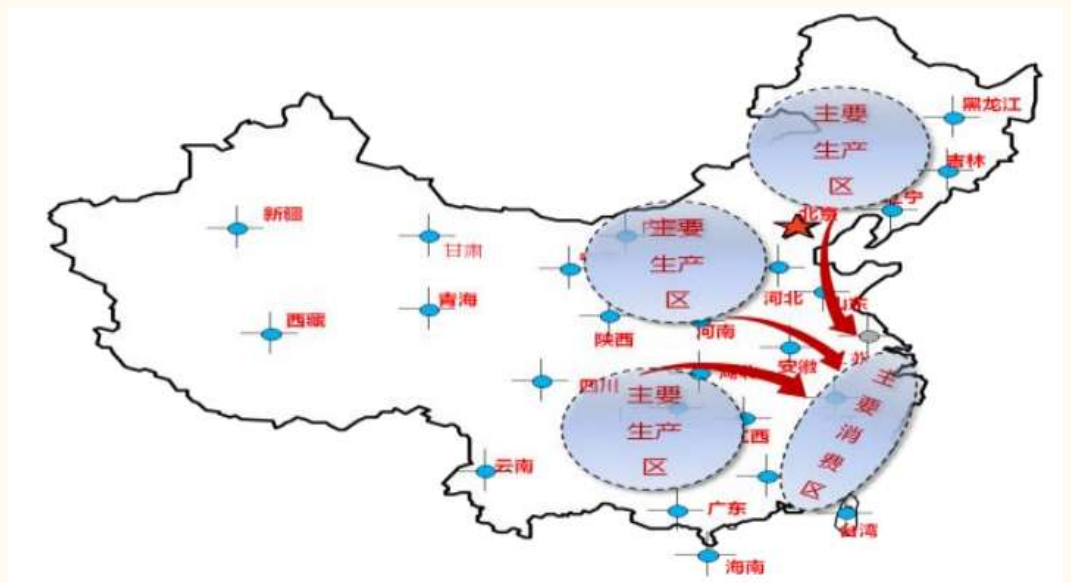 黑龙江
主要
生产
区
吉林
辽宁
北京
新疆
甘肃
主要
生产
区
河北
山东
青海
西藏
陕西
河南
安徽
四川
主要
生产
区
主
要
消
费
区
云南
广东
台湾
海南